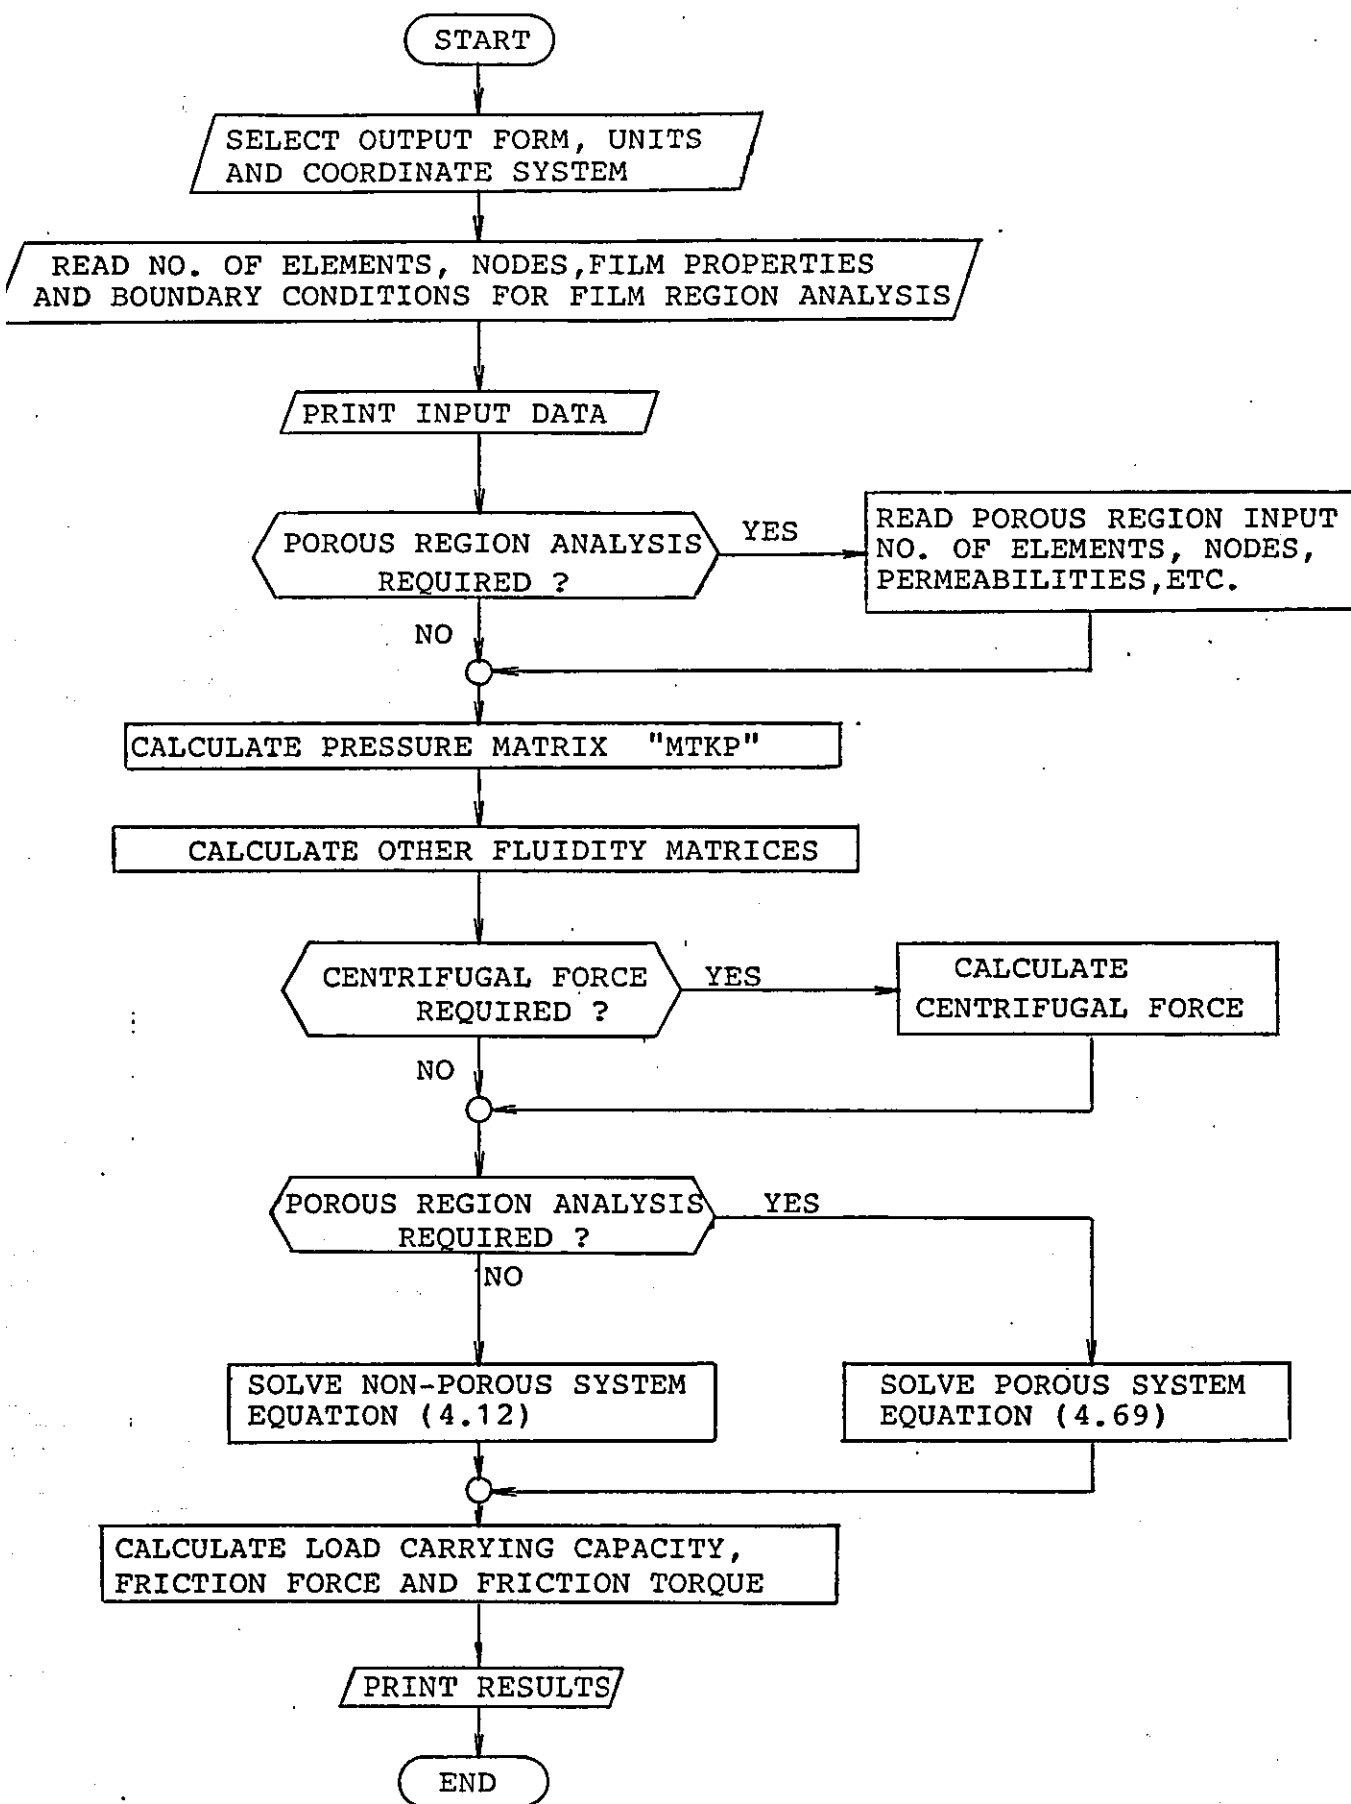 START
SELECT OUTPUT FORM, UNITS
AND COORDINATE SYSTEM
READ NO. OF ELEMENTS, NODES,FILM PROPERTIES
AND BOUNDARY CONDITIONS FOR FILM REGION ANALYSIS
PRINT INPUT DATA
POROUS REGION ANALYSIS
REQUIRED ?
YES
READ POROUS REGION INPUT
NO. OF ELEMENTS, NODES,
PERMEABILITIES,ETC.
NO
CALCULATE PRESSURE MATRIX "MTKP"
CALCULATE OTHER FLUIDITY MATRICES
CENTRIFUGAL FORCE
REQUIRED ?
YES
CALCULATE
CENTRIFUGAL FORCE
NO
POROUS REGION ANALYSIS
REQUIRED ?
YES
NO
SOLVE NON-POROUS SYSTEM
EQUATION (4.12)
SOLVE POROUS SYSTEM
EQUATION (4.69)
CALCULATE LOAD CARRYING CAPACITY,
FRICTION FORCE AND FRICTION TORQUE
PRINT RESULTS
END